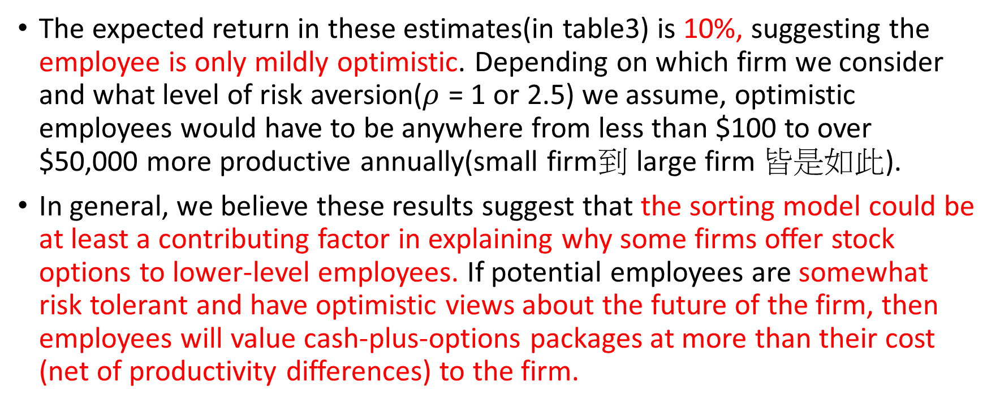 • The expected return in these estimates(in table3) is 10%, suggesting the
employee is only mildly optimistic. Depending on which firm we consider
and what level of risk aversion(ρ = 1 or 2.5) we assume, optimistic
employees would have to be anywhere from less than $100 to over
$50,000 more productive annually(small firm到 large firm 皆是如此).
• In general, we believe these results suggest that the sorting model could be
at least a contributing factor in explaining why some firms offer stock
options to lower-level employees. If potential employees are somewhat
risk tolerant and have optimistic views about the future of the firm, then
employees will value cash-plus-options packages at more than their cost
(net of productivity differences) to the firm.